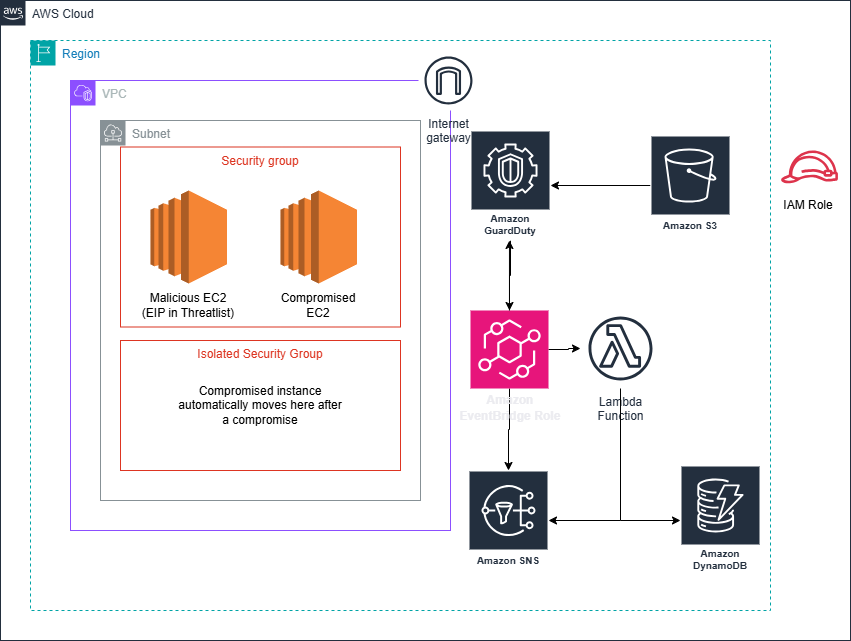 aws
AWS Cloud
Region
VPC
Subnet
Security group
Malicious EC2
(EIP in Threatlist)
Compromised
EC2
Isolated Security Group
Compromised instance
automatically moves here after
a compromise
Internet
gateway
Amazon
GuardDuty
Amazon S3
IAM Role
Amazon
EventBridge Role
Lambda
Function
Amazon SNS
Amazon
DynamoDB